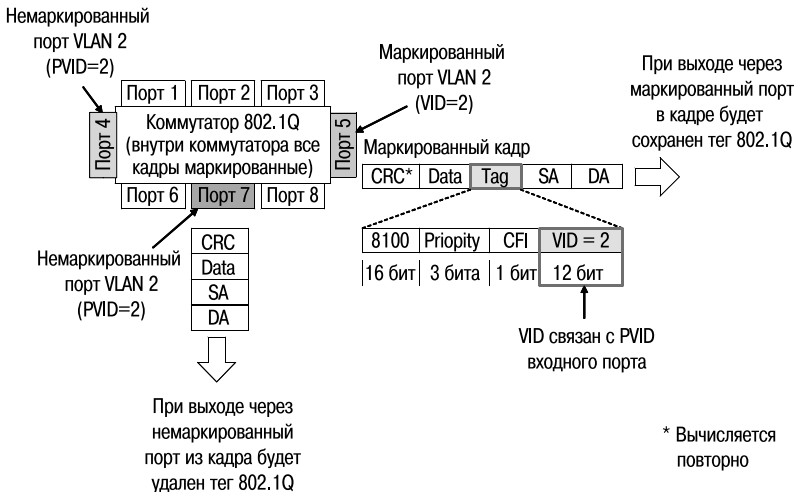 Немаркированный
порт VLAN 2
(PVID=2)
Маркированный
порт VLAN 2
(VID=2)
При выходе через
маркированный порт
в кадре будет
сохранен тег 802.1Q
Порт 1 Порт 2 Порт 3
Порт 4
Коммутатор 802.1Q
(внутри коммутатора все
кадры маркированные)
Порт 5
Порт 6 Порт 7 Порт 8
Маркированный кадр
CRC* Data Tag SA DA
8100 Priopity CFI VID = 2
16 бит 3 бита 1 бит 12 бит
VID связан с PVID
входного порта
Немаркированный
порт VLAN 2
(PVID=2)
CRC
Data
SA
DA
При выходе через
немаркированный
порт из кадра будет
удален тег 802.1Q
* Вычисляется
повторно